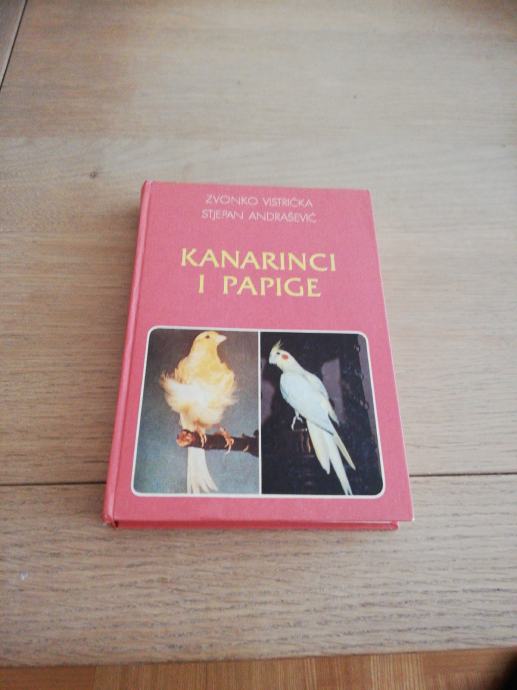 ZVONKO VISTRIČKA
STJEPAN ANDRAŠEVIĆ
KANARINCI
I PAPIGE